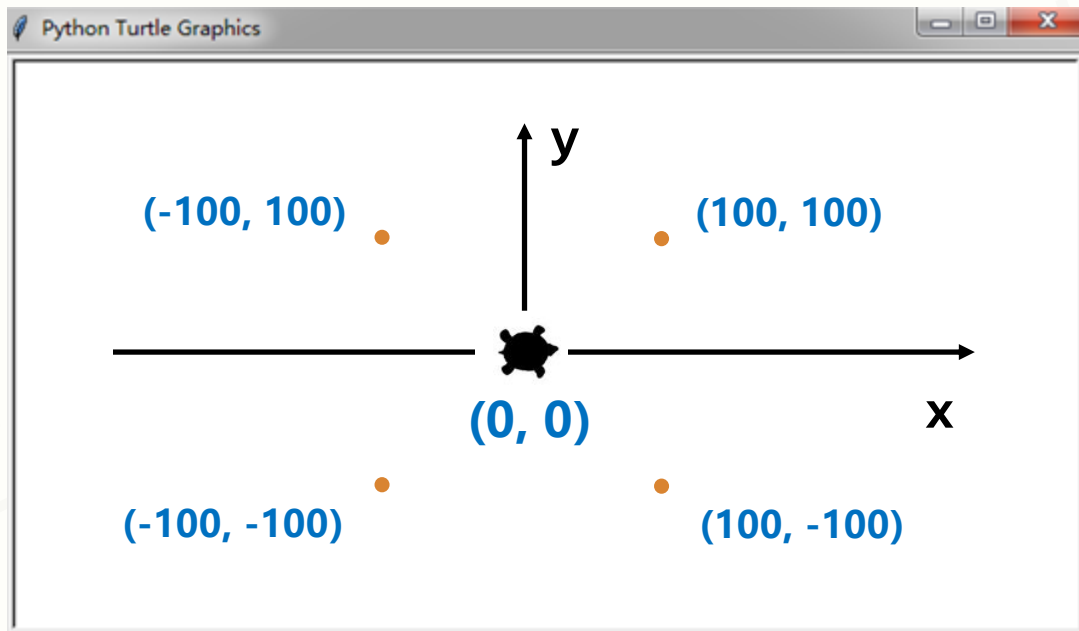 Python Turtle Graphics
y
(-100, 100)
(100, 100)
(0, 0)
x
(-100, -100)
(100, -100)